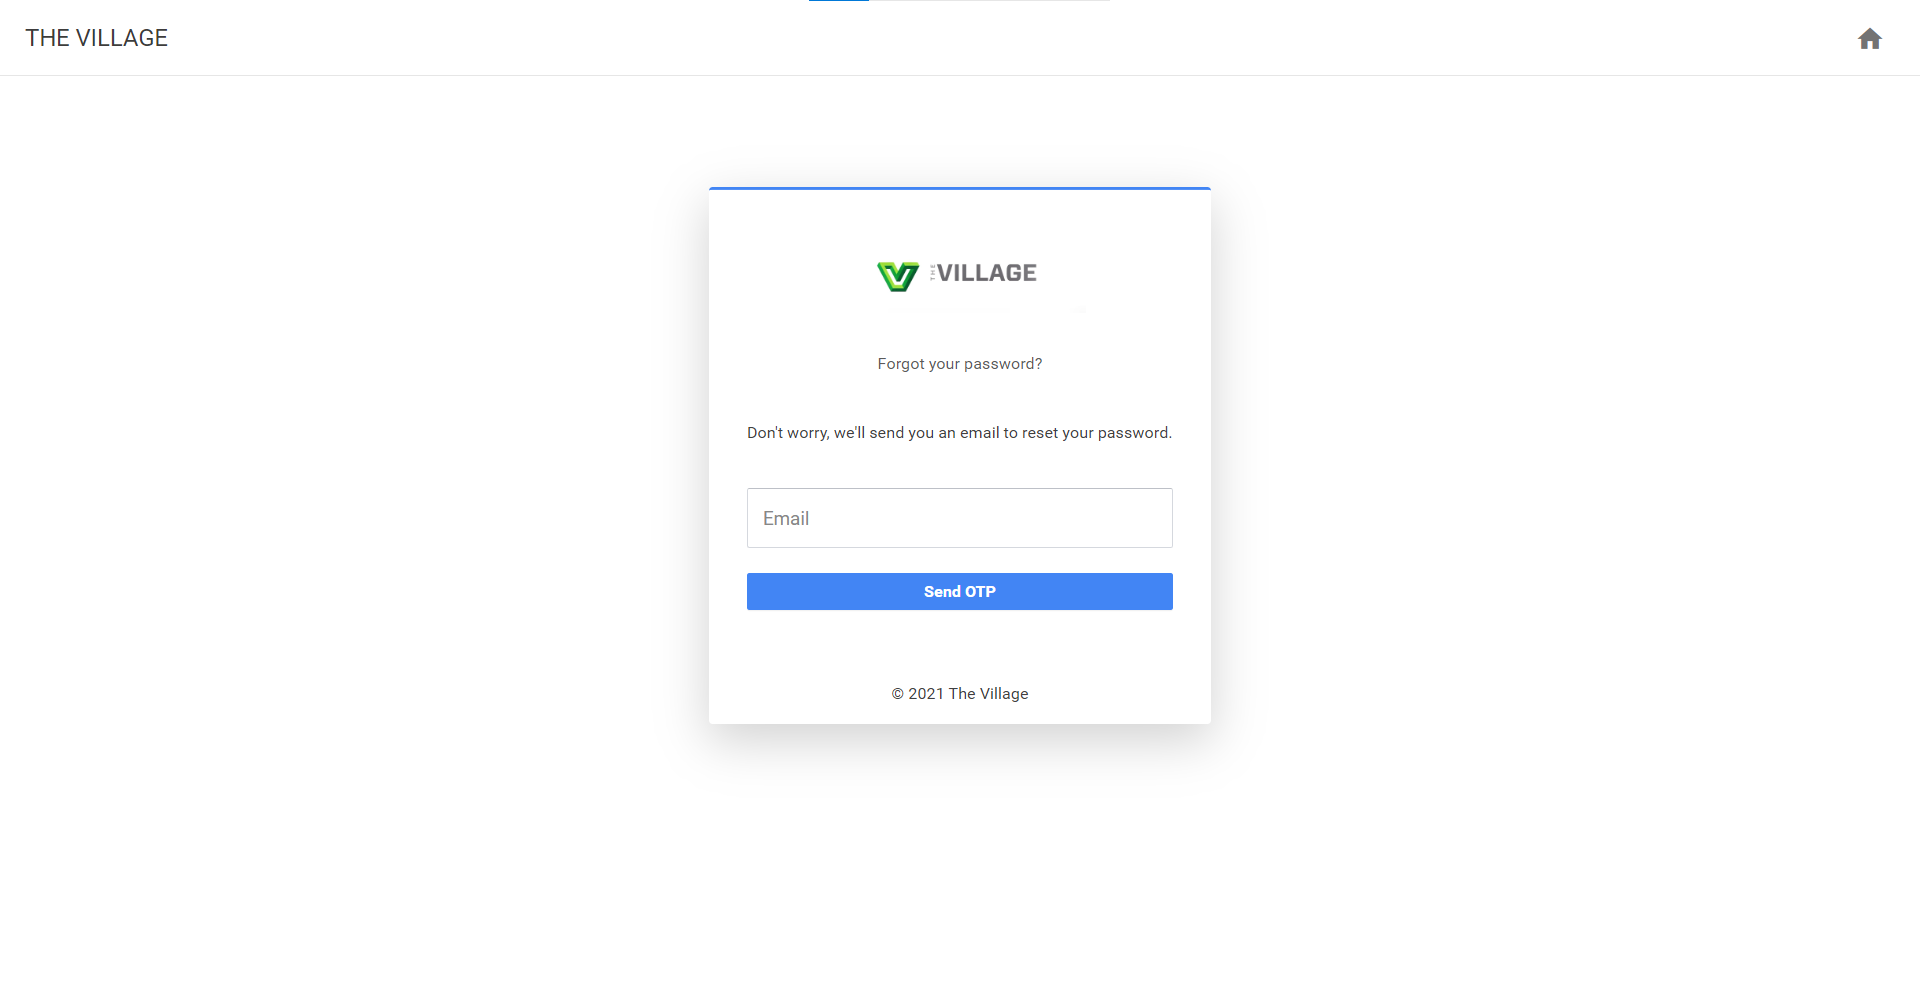 THE VILLAGE
THE VILLAGE
Forgot your password?
Don't worry, we'll send you an email to reset your password.
Email
Send OTP
© 2021 The Village